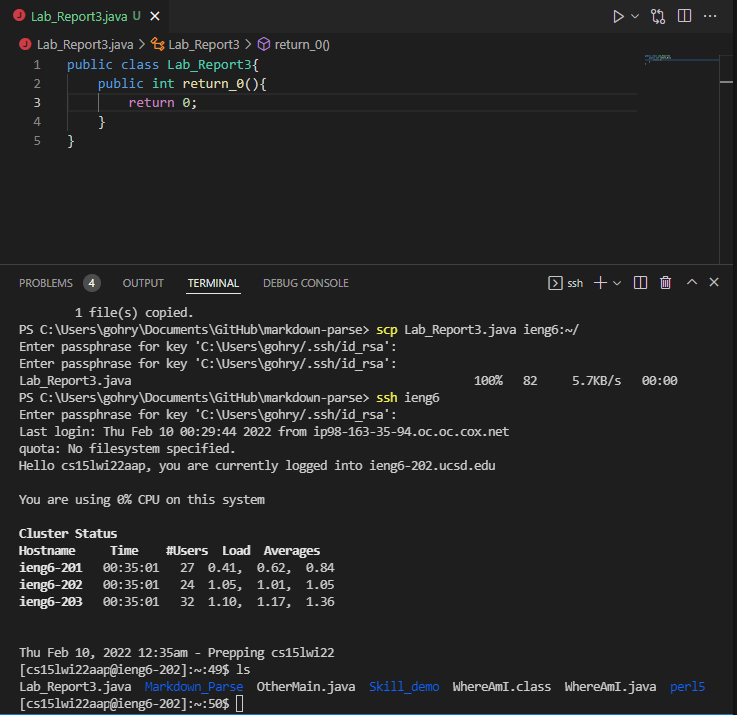 Lab_Report3.java U ×
Lab_Report3.java > Lab_Report3 > return_0()
1 public class Lab_Report3{
2     public int return_0(){
3         return 0;
4     }
5 }
PROBLEMS 4 OUTPUT TERMINAL DEBUG CONSOLE ssh
        1 file(s) copied.
PS C:\Users\gohry\Documents\GitHub\markdown-parse> scp Lab_Report3.java ieng6:~/
Enter passphrase for key 'C:\Users\gohry/.ssh/id_rsa':
Enter passphrase for key 'C:\Users\gohry/.ssh/id_rsa':
Lab_Report3.java 100% 82 5.7KB/s 00:00
PS C:\Users\gohry\Documents\GitHub\markdown-parse> ssh ieng6
Enter passphrase for key 'C:\Users\gohry/.ssh/id_rsa':
Last login: Thu Feb 10 00:29:44 2022 from ip98-163-35-94.oc.oc.cox.net
quota: No filesystem specified.
Hello cs15lwi22aap, you are currently logged into ieng6-202.ucsd.edu
You are using 0% CPU on this system
Cluster Status
Hostname     Time    #Users  Load  Averages
ieng6-201   00:35:01   27  0.41,  0.62,  0.84
ieng6-202   00:35:01   24  1.05,  1.01,  1.05
ieng6-203   00:35:01   32  1.10,  1.17,  1.36
Thu Feb 10, 2022 12:35am - Prepping cs15lwi22
[cs15lwi22aap@ieng6-202]:~:49$ ls
Lab_Report3.java  Markdown_Parse  OtherMain.java  Skill_demo  WhereAmI.class  WhereAmI.java  perl5
[cs15lwi22aap@ieng6-202]:~:50$